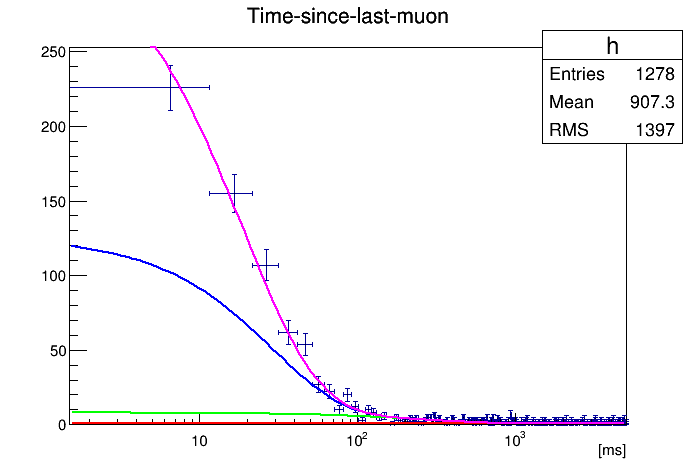 Time-since-last-muon
h
Entries 1278
Mean 907.3
RMS 1397
250
200
150
100
50
0
10 10² 10³
[ms]